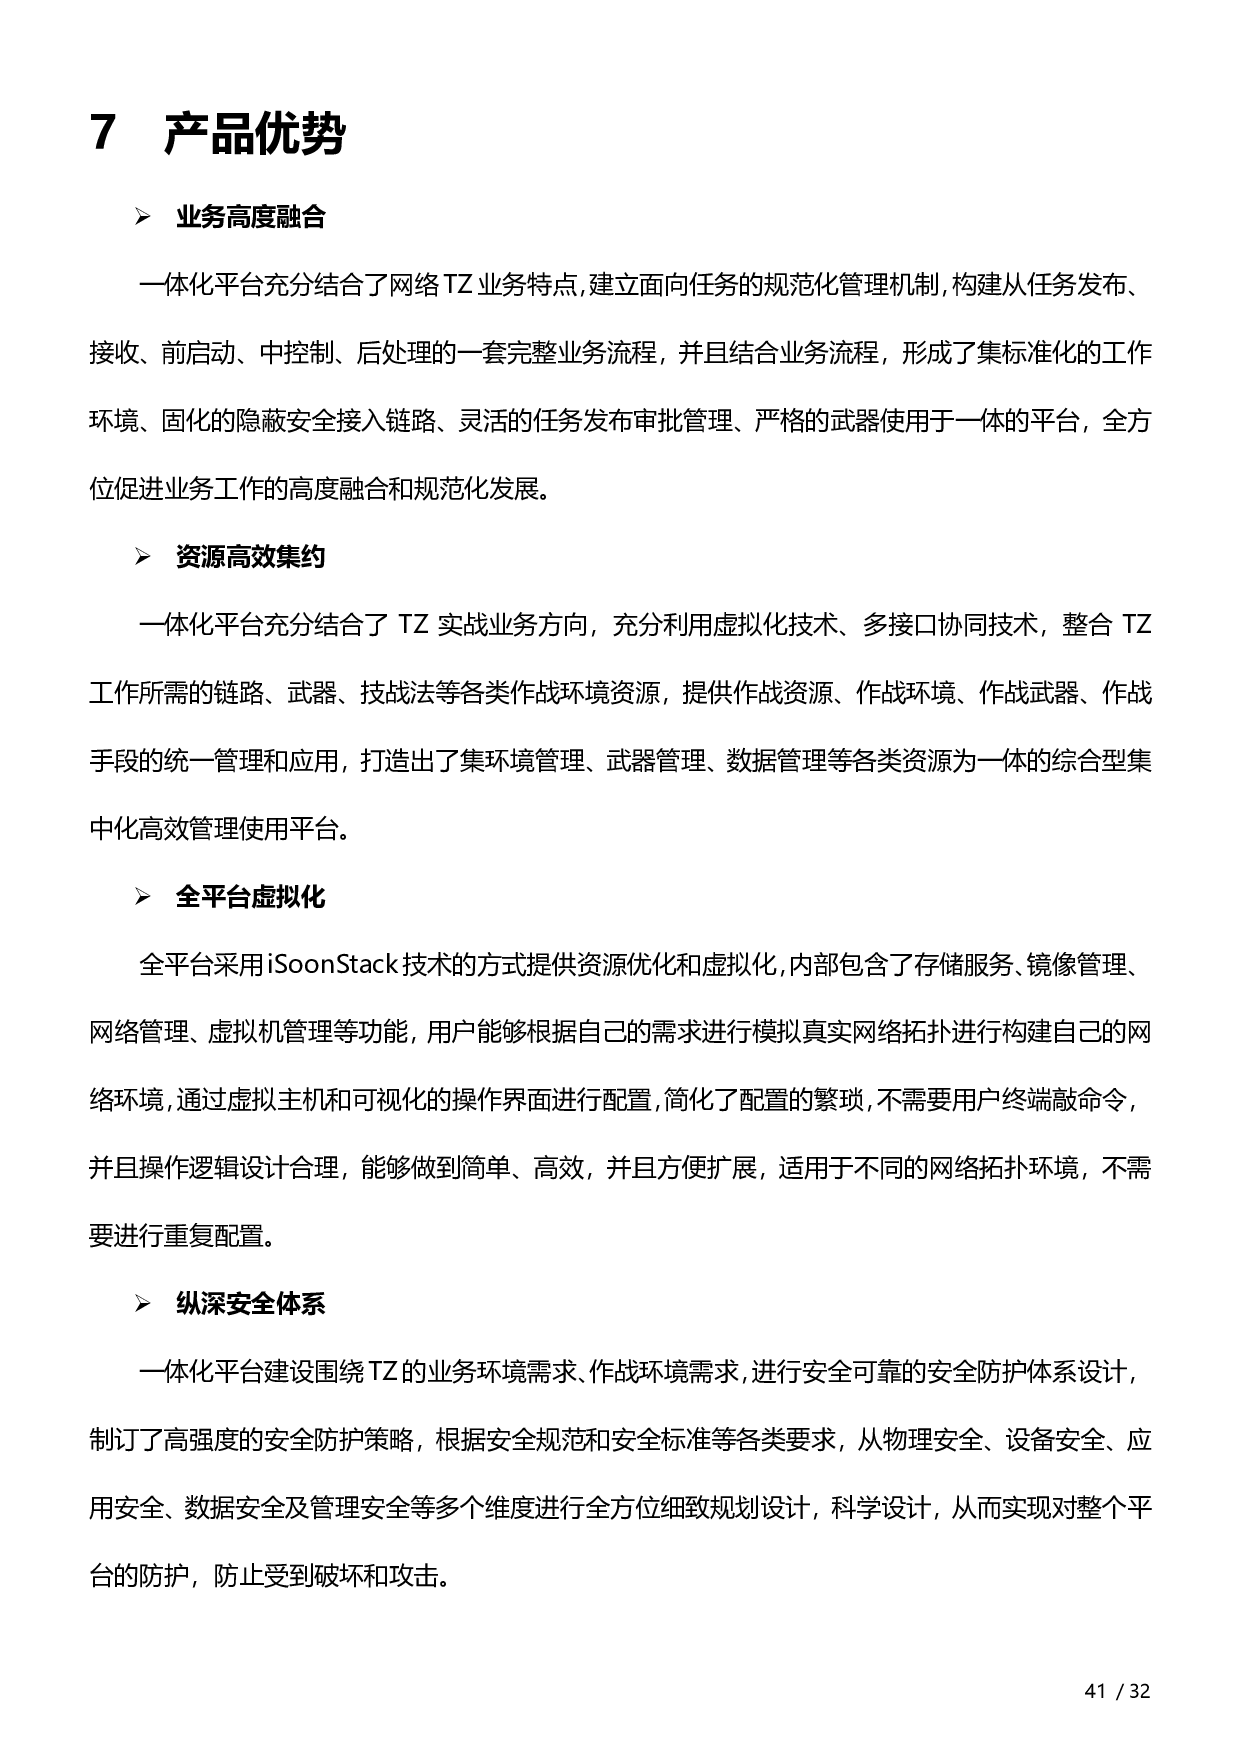 7 产品优势
➢ 业务高度融合
一体化平台充分结合了网络 TZ 业务特点，建立面向任务的规范化管理机制，构建从任务发布、
接收、前启动、中控制、后处理的一套完整业务流程，并且结合业务流程，形成了集标准化的工作
环境、固化的隐蔽安全接入链路、灵活的任务发布审批管理、严格的武器使用于一体的平台，全方
位促进业务工作的高度融合和规范化发展。
➢ 资源高效集约
一体化平台充分结合了 TZ 实战业务方向，充分利用虚拟化技术、多接口协同技术，整合 TZ
工作所需的链路、武器、技战法等各类作战环境资源，提供作战资源、作战环境、作战武器、作战
手段的统一管理和应用，打造出了集环境管理、武器管理、数据管理等各类资源为一体的综合型集
中化高效管理使用平台。
➢ 全平台虚拟化
全平台采用 iSoonStack 技术的方式提供资源优化和虚拟化，内部包含了存储服务、镜像管理、
网络管理、虚拟机管理等功能，用户能够根据自己的需求进行模拟真实网络拓扑进行构建自己的网
络环境，通过虚拟主机和可视化的操作界面进行配置，简化了配置的繁琐，不需要用户终端敲命令，
并且操作逻辑设计合理，能够做到简单、高效，并且方便扩展，适用于不同的网络拓扑环境，不需
要进行重复配置。
➢ 纵深安全体系
一体化平台建设围绕 TZ 的业务环境需求、作战环境需求，进行安全可靠的安全防护体系设计，
制订了高强度的安全防护策略，根据安全规范和安全标准等各类要求，从物理安全、设备安全、应
用安全、数据安全及管理安全等多个维度进行全方位细致规划设计，科学设计，从而实现对整个平
台的防护，防止受到破坏和攻击。
41 / 32